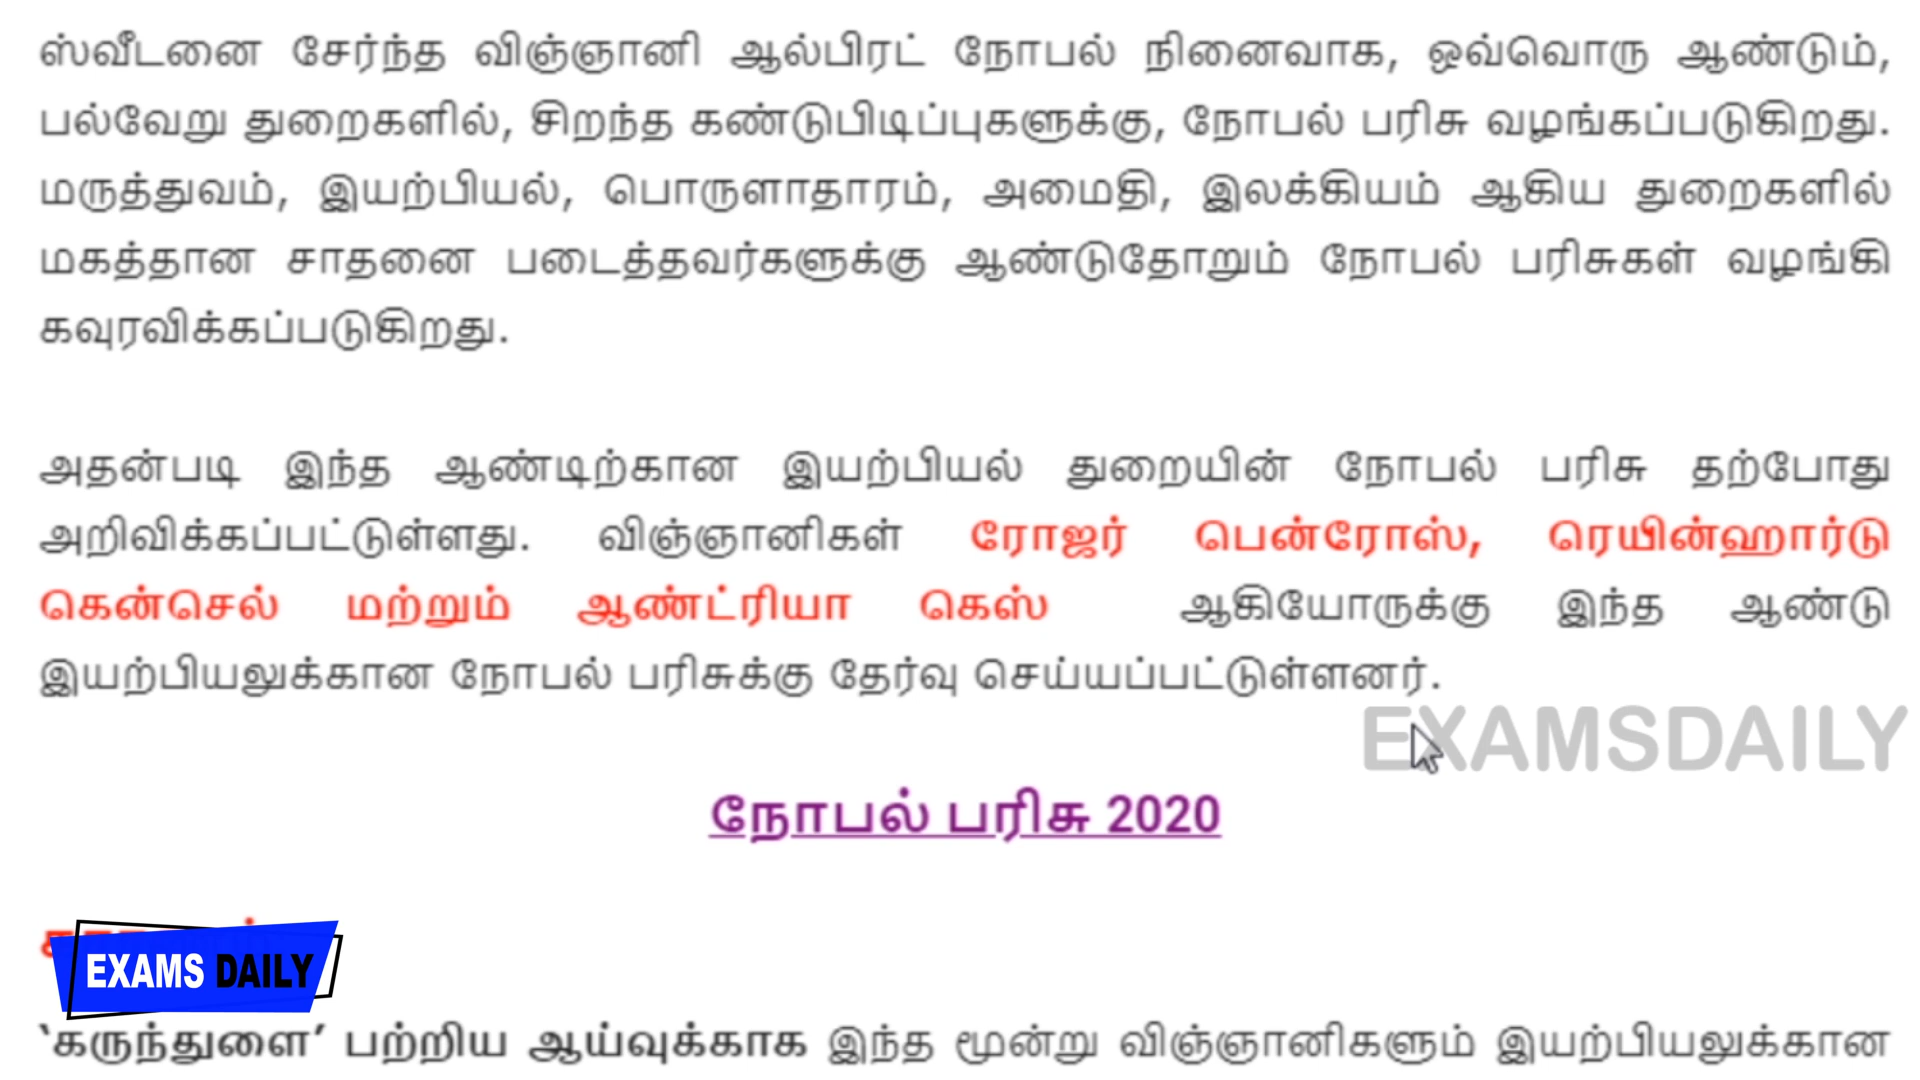 ஸ்வீடனை சேர்ந்த விஞ்ஞானி ஆல்பிரட் நோபல் நினைவாக, ஒவ்வொரு ஆண்டும்,
பல்வேறு துறைகளில், சிறந்த கண்டுபிடிப்புகளுக்கு, நோபல் பரிசு வழங்கப்படுகிறது.
மருத்துவம், இயற்பியல், பொருளாதாரம், அமைதி, இலக்கியம் ஆகிய துறைகளில்
மகத்தான சாதனை படைத்தவர்களுக்கு ஆண்டுதோறும் நோபல் பரிசுகள் வழங்கி
கவுரவிக்கப்படுகிறது.
அதன்படி இந்த ஆண்டிற்கான இயற்பியல் துறையின் நோபல் பரிசு தற்போது
அறிவிக்கப்பட்டுள்ளது. விஞ்ஞானிகள் ரோஜர் பென்ரோஸ், ரெயின்ஹார்டு
கென்செல் மற்றும் ஆண்ட்ரியா கெஸ் ஆகியோருக்கு இந்த ஆண்டு
இயற்பியலுக்கான நோபல் பரிசுக்கு தேர்வு செய்யப்பட்டுள்ளனர்.
EXAMSDAILY
நோபல் பரிசு 2020
EXAMS DAILY
‘கருந்துளை’ பற்றிய ஆய்வுக்காக இந்த மூன்று விஞ்ஞானிகளும் இயற்பியலுக்கான